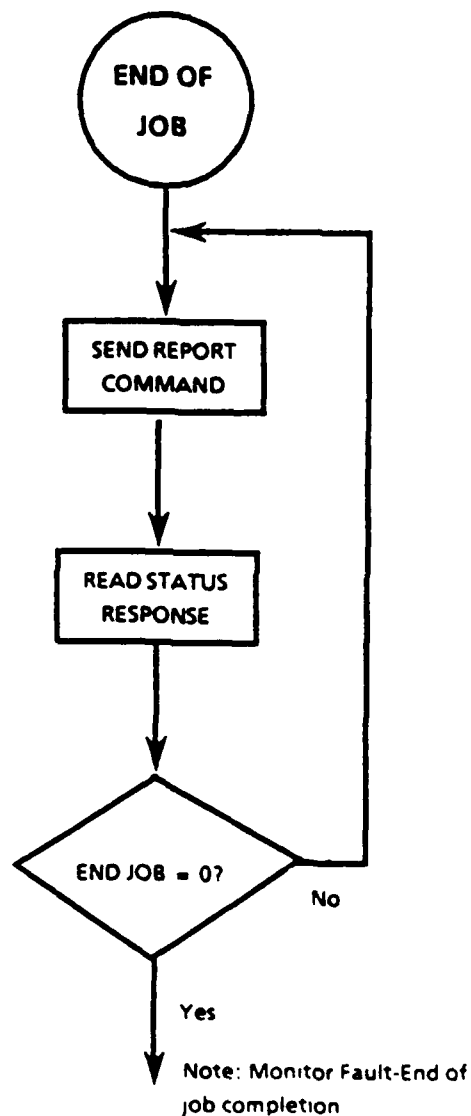 END OF
JOB
SEND REPORT
COMMAND
READ STATUS
RESPONSE
END JOB = 0?
No
Yes
Note: Monitor Fault-End of
job completion